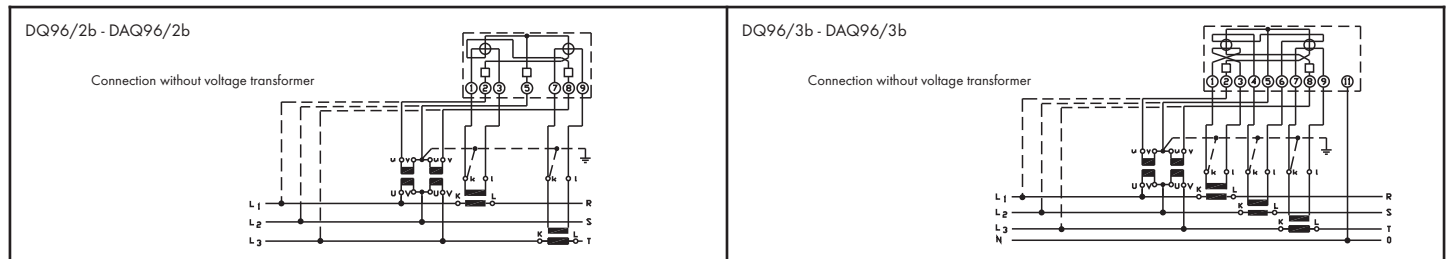 DQ96/2b - DAQ96/2b
Connection without voltage transformer
1 2 3 5 7 8 9
u v u v
k l k l
U V U V
L1 K L R
L2 S
K L
L3 T
DQ96/3b - DAQ96/3b
Connection without voltage transformer
1 2 3 4 5 6 7 8 9 11
u v u v
k l k l k l
U V U V
L1 K L R
K L
L2 S
K L
L3 T
N 0